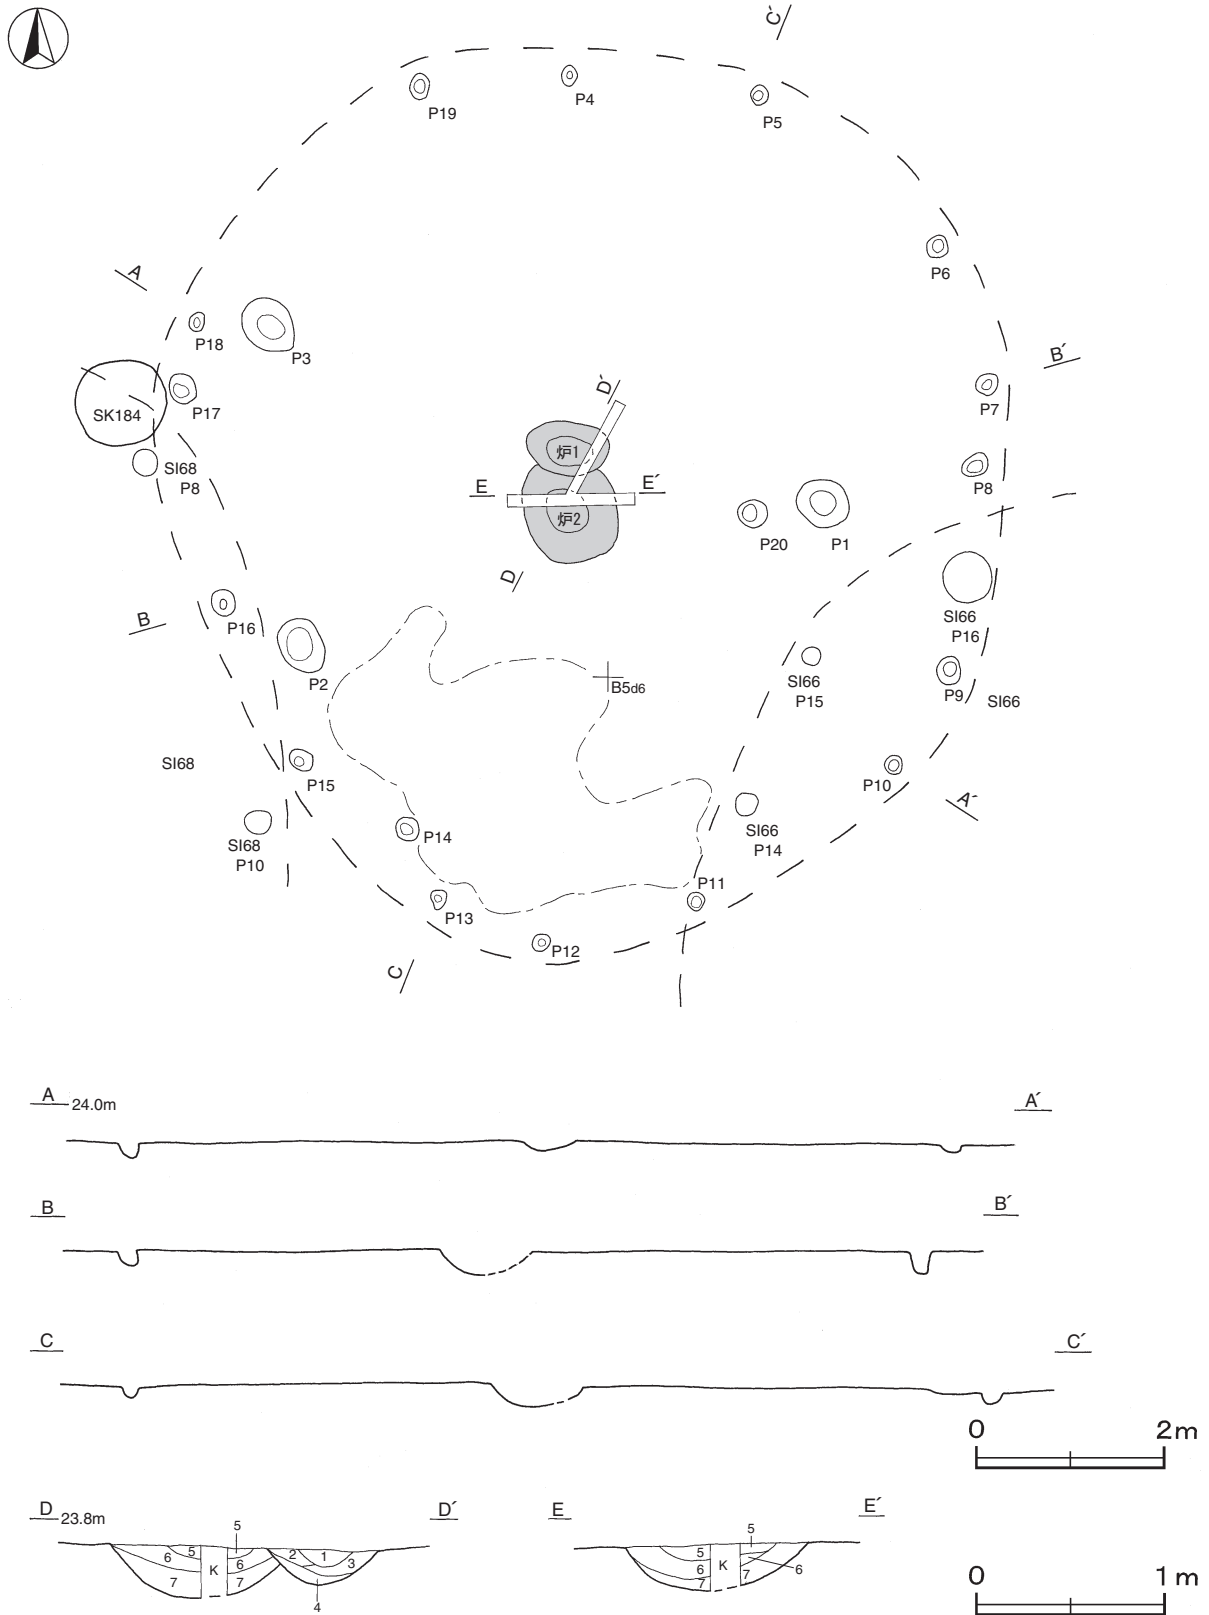 C´
P19
P4
P5
P6
A
P18
P3
B´
SK184
P17
P7
D´
炉1
SI68
P8
P8
E
E´
炉2
P20
P1
D
SI66
P16
B
P16
P2
B5d6
SI66
P15
P9
SI66
SI68
P15
P10
A´
P14
SI66
P14
SI68
P10
P11
P13
P12
C
A
24.0m
A´
B
B´
C
C´
0
2m
D
23.8m
D´
E
E´
5
5
6
7
K
6
7
2
1
3
4
5
5
6
7
K
7
6
0
1m